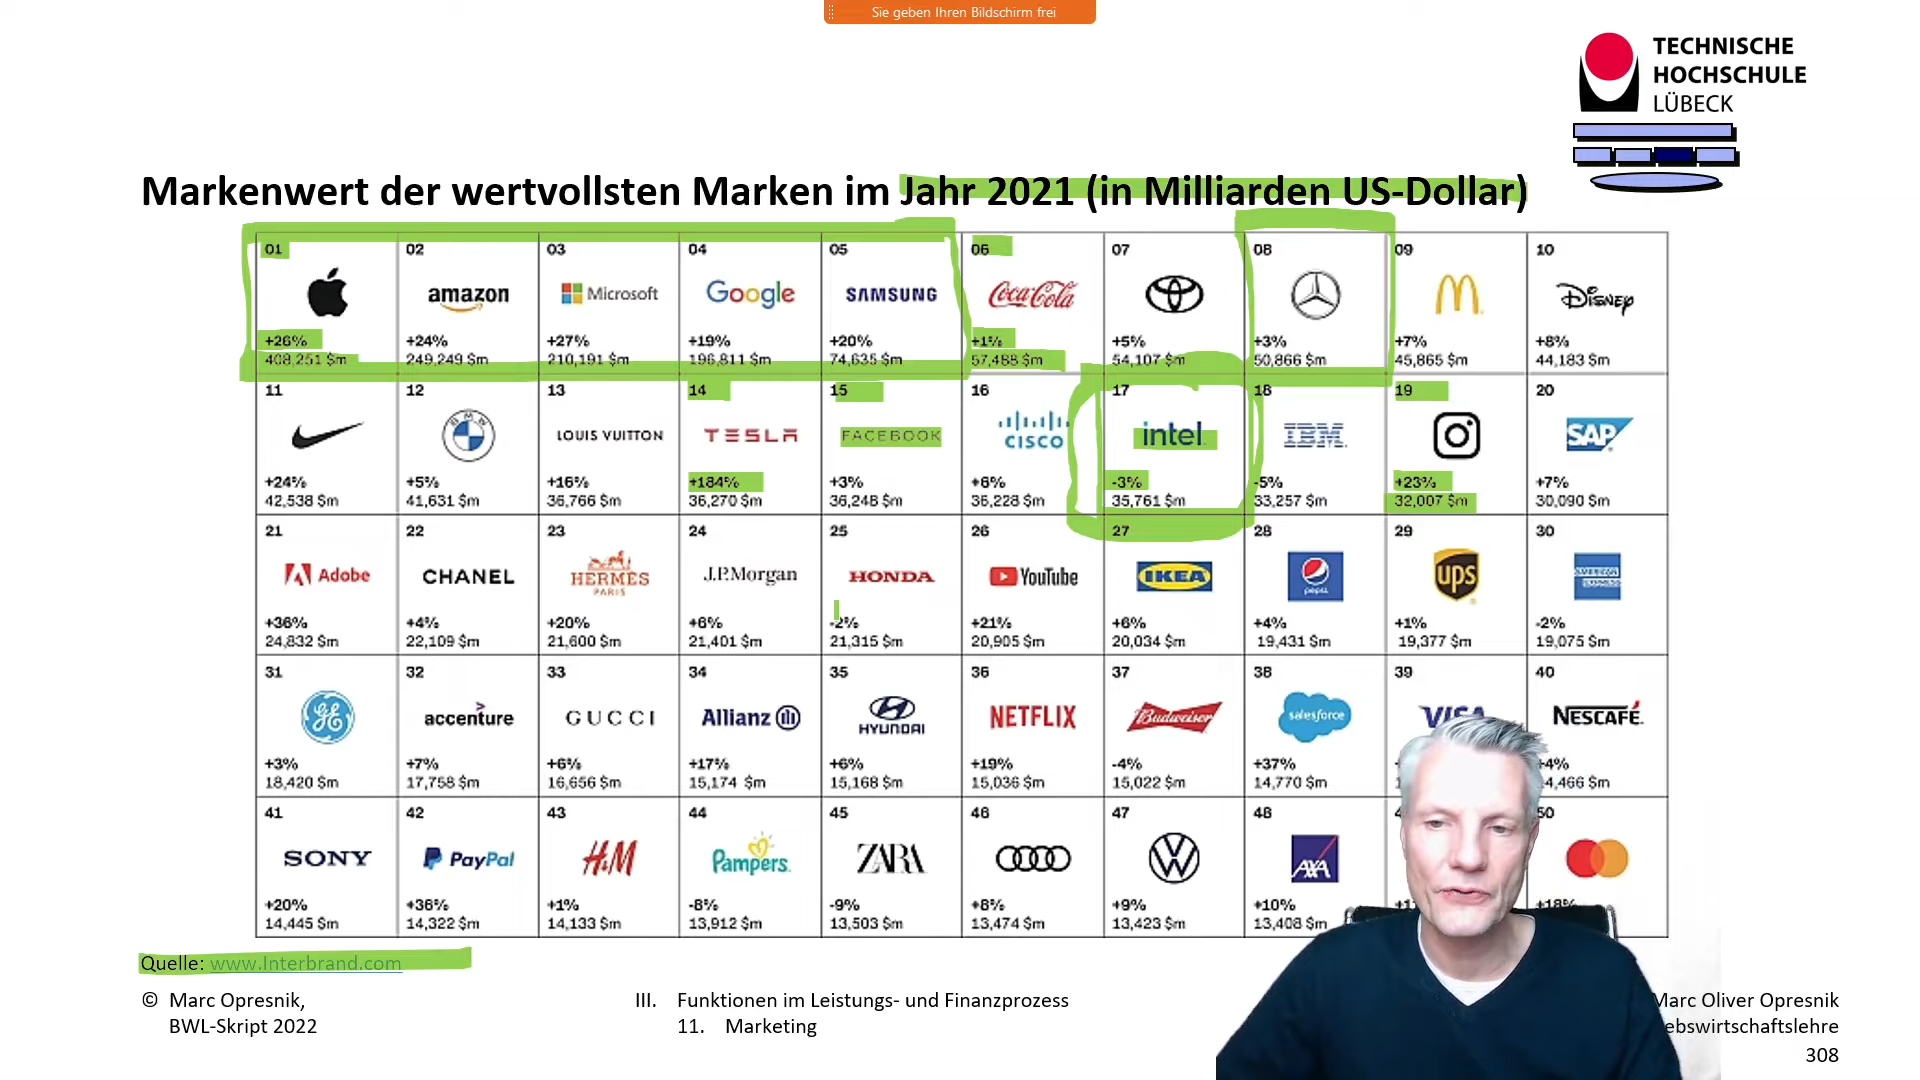 Sie geben Ihren Bildschirm frei
TECHNISCHE
HOCHSCHULE
LÜBECK
Markenwert der wertvollsten Marken im Jahr 2021 (in Milliarden US-Dollar)
01 02 03 04 05 06 07 08 09 10
amazon Microsoft Google SAMSUNG Coca-Cola Disney
+26% +24% +27% +19% +20% +1% +5% +3% +7% +8%
408,251 $m 249,249 $m 210,191 $m 196,811 $m 74,635 $m 57,488 $m 54,107 $m 50,866 $m 45,865 $m 44,183 $m
11 12 13 14 15 16 17 18 19 20
BMW LOUIS VUITTON TESLA FACEBOOK CISCO intel IBM SAP
+24% +5% +16% +184% +3% +6% -3% -5% +23% +7%
42,538 $m 41,631 $m 36,766 $m 36,270 $m 36,248 $m 36,228 $m 35,761 $m 33,257 $m 32,007 $m 30,090 $m
21 22 23 24 25 26 27 28 29 30
Adobe CHANEL HERMÈS PARIS J.P.Morgan HONDA YouTube IKEA pepsi ups AMERICAN EXPRESS
+36% +4% +20% +6% -2% +21% +6% +4% +1% -2%
24,832 $m 22,109 $m 21,600 $m 21,401 $m 21,315 $m 20,905 $m 20,034 $m 19,431 $m 19,377 $m 19,075 $m
31 32 33 34 35 36 37 38 39 40
GE accenture GUCCI Allianz HYUNDAI NETFLIX Budweiser salesforce VISA NESCAFÉ.
+3% +7% +6% +17% +6% +19% -4% +37%
18,420 $m 17,758 $m 16,656 $m 15,174 $m 15,168 $m 15,036 $m 15,022 $m 14,770 $m
41 42 43 44 45 46 47 48 50
SONY PayPal H&M Pampers. ZARA AXA
+20% +36% +1% -8% -9% +8% +9% +10% +18%
14,445 $m 14,322 $m 14,133 $m 13,912 $m 13,503 $m 13,474 $m 13,423 $m 13,408 $m
Quelle: www.Interbrand.com
© Marc Opresnik,
BWL-Skript 2022
III. Funktionen im Leistungs- und Finanzprozess
11. Marketing
Marc Oliver Opresnik
ebswirtschaftslehre
308